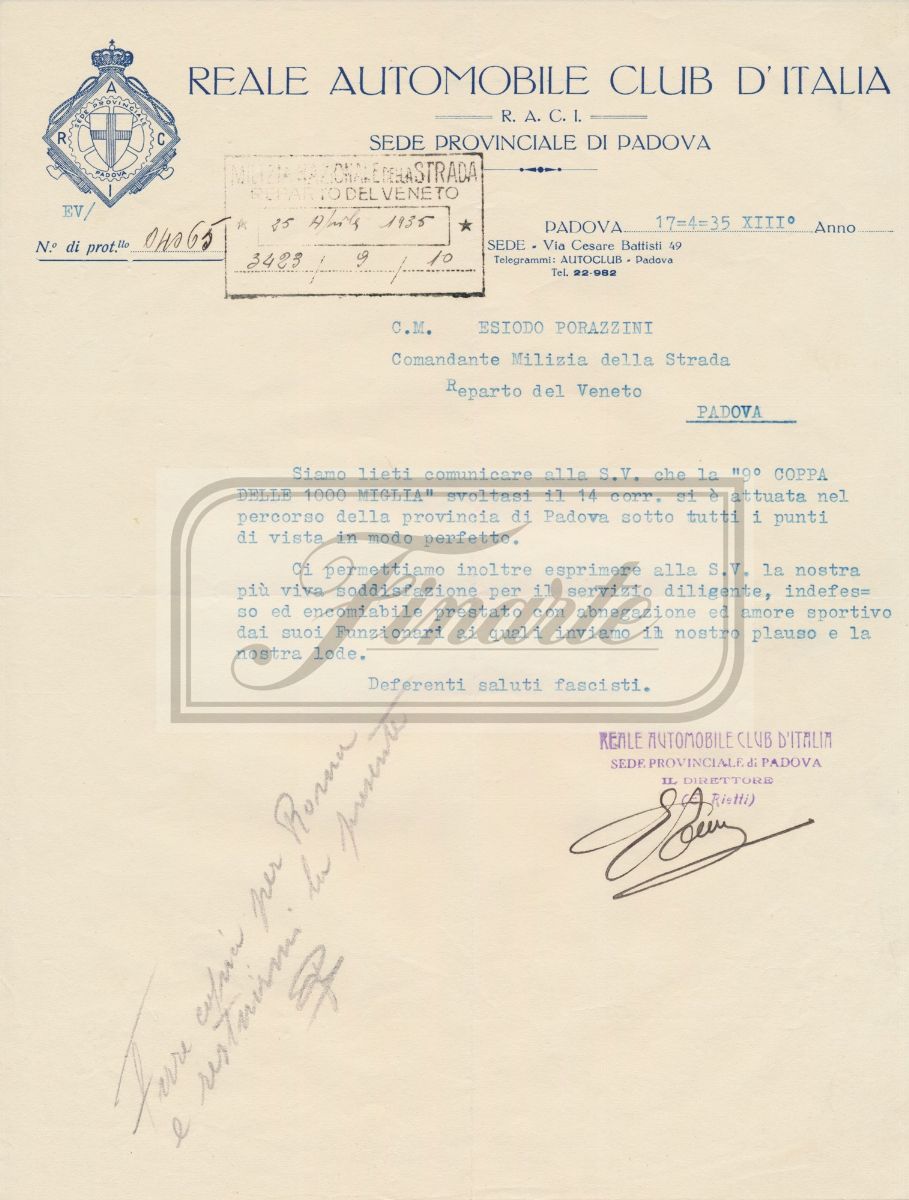 REALE AUTOMOBILE CLUB D'ITALIA
R. A. C. I.
SEDE PROVINCIALE DI PADOVA
A
SEDE PROVINCIALE
R C
PADOVA
I
EV/
N.º di prot.llo 04065
MILIZIA NAZIONALE DELLA STRADA
REPARTO DEL VENETO
25 Aprile 1935
3423 / 9 / 10
PADOVA 17=4=35 XIIIº Anno
SEDE - Via Cesare Battisti 49
Telegrammi: AUTOCLUB - Padova
Tel. 22-982
C.M. ESIODO PORAZZINI
Comandante Milizia della Strada
Reparto del Veneto
PADOVA
Siamo lieti comunicare alla S.V. che la "9º COPPA
DELLE 1000 MIGLIA" svoltasi il 14 corr. si è attuata nel
percorso della provincia di Padova sotto tutti i punti
di vista in modo perfetto.
Ci permettiamo inoltre esprimere alla S.V. la nostra
più viva soddisfazione per il servizio diligente, indefes=
so ed encomiabile prestato con abnegazione ed amore sportivo
dai suoi Funzionari ai quali inviamo il nostro plauso e la
nostra lode.
Deferenti saluti fascisti.
Finarte
REALE AUTOMOBILE CLUB D'ITALIA
SEDE PROVINCIALE di PADOVA
IL DIRETTORE
Rietti)
copia per Roma
e la presente